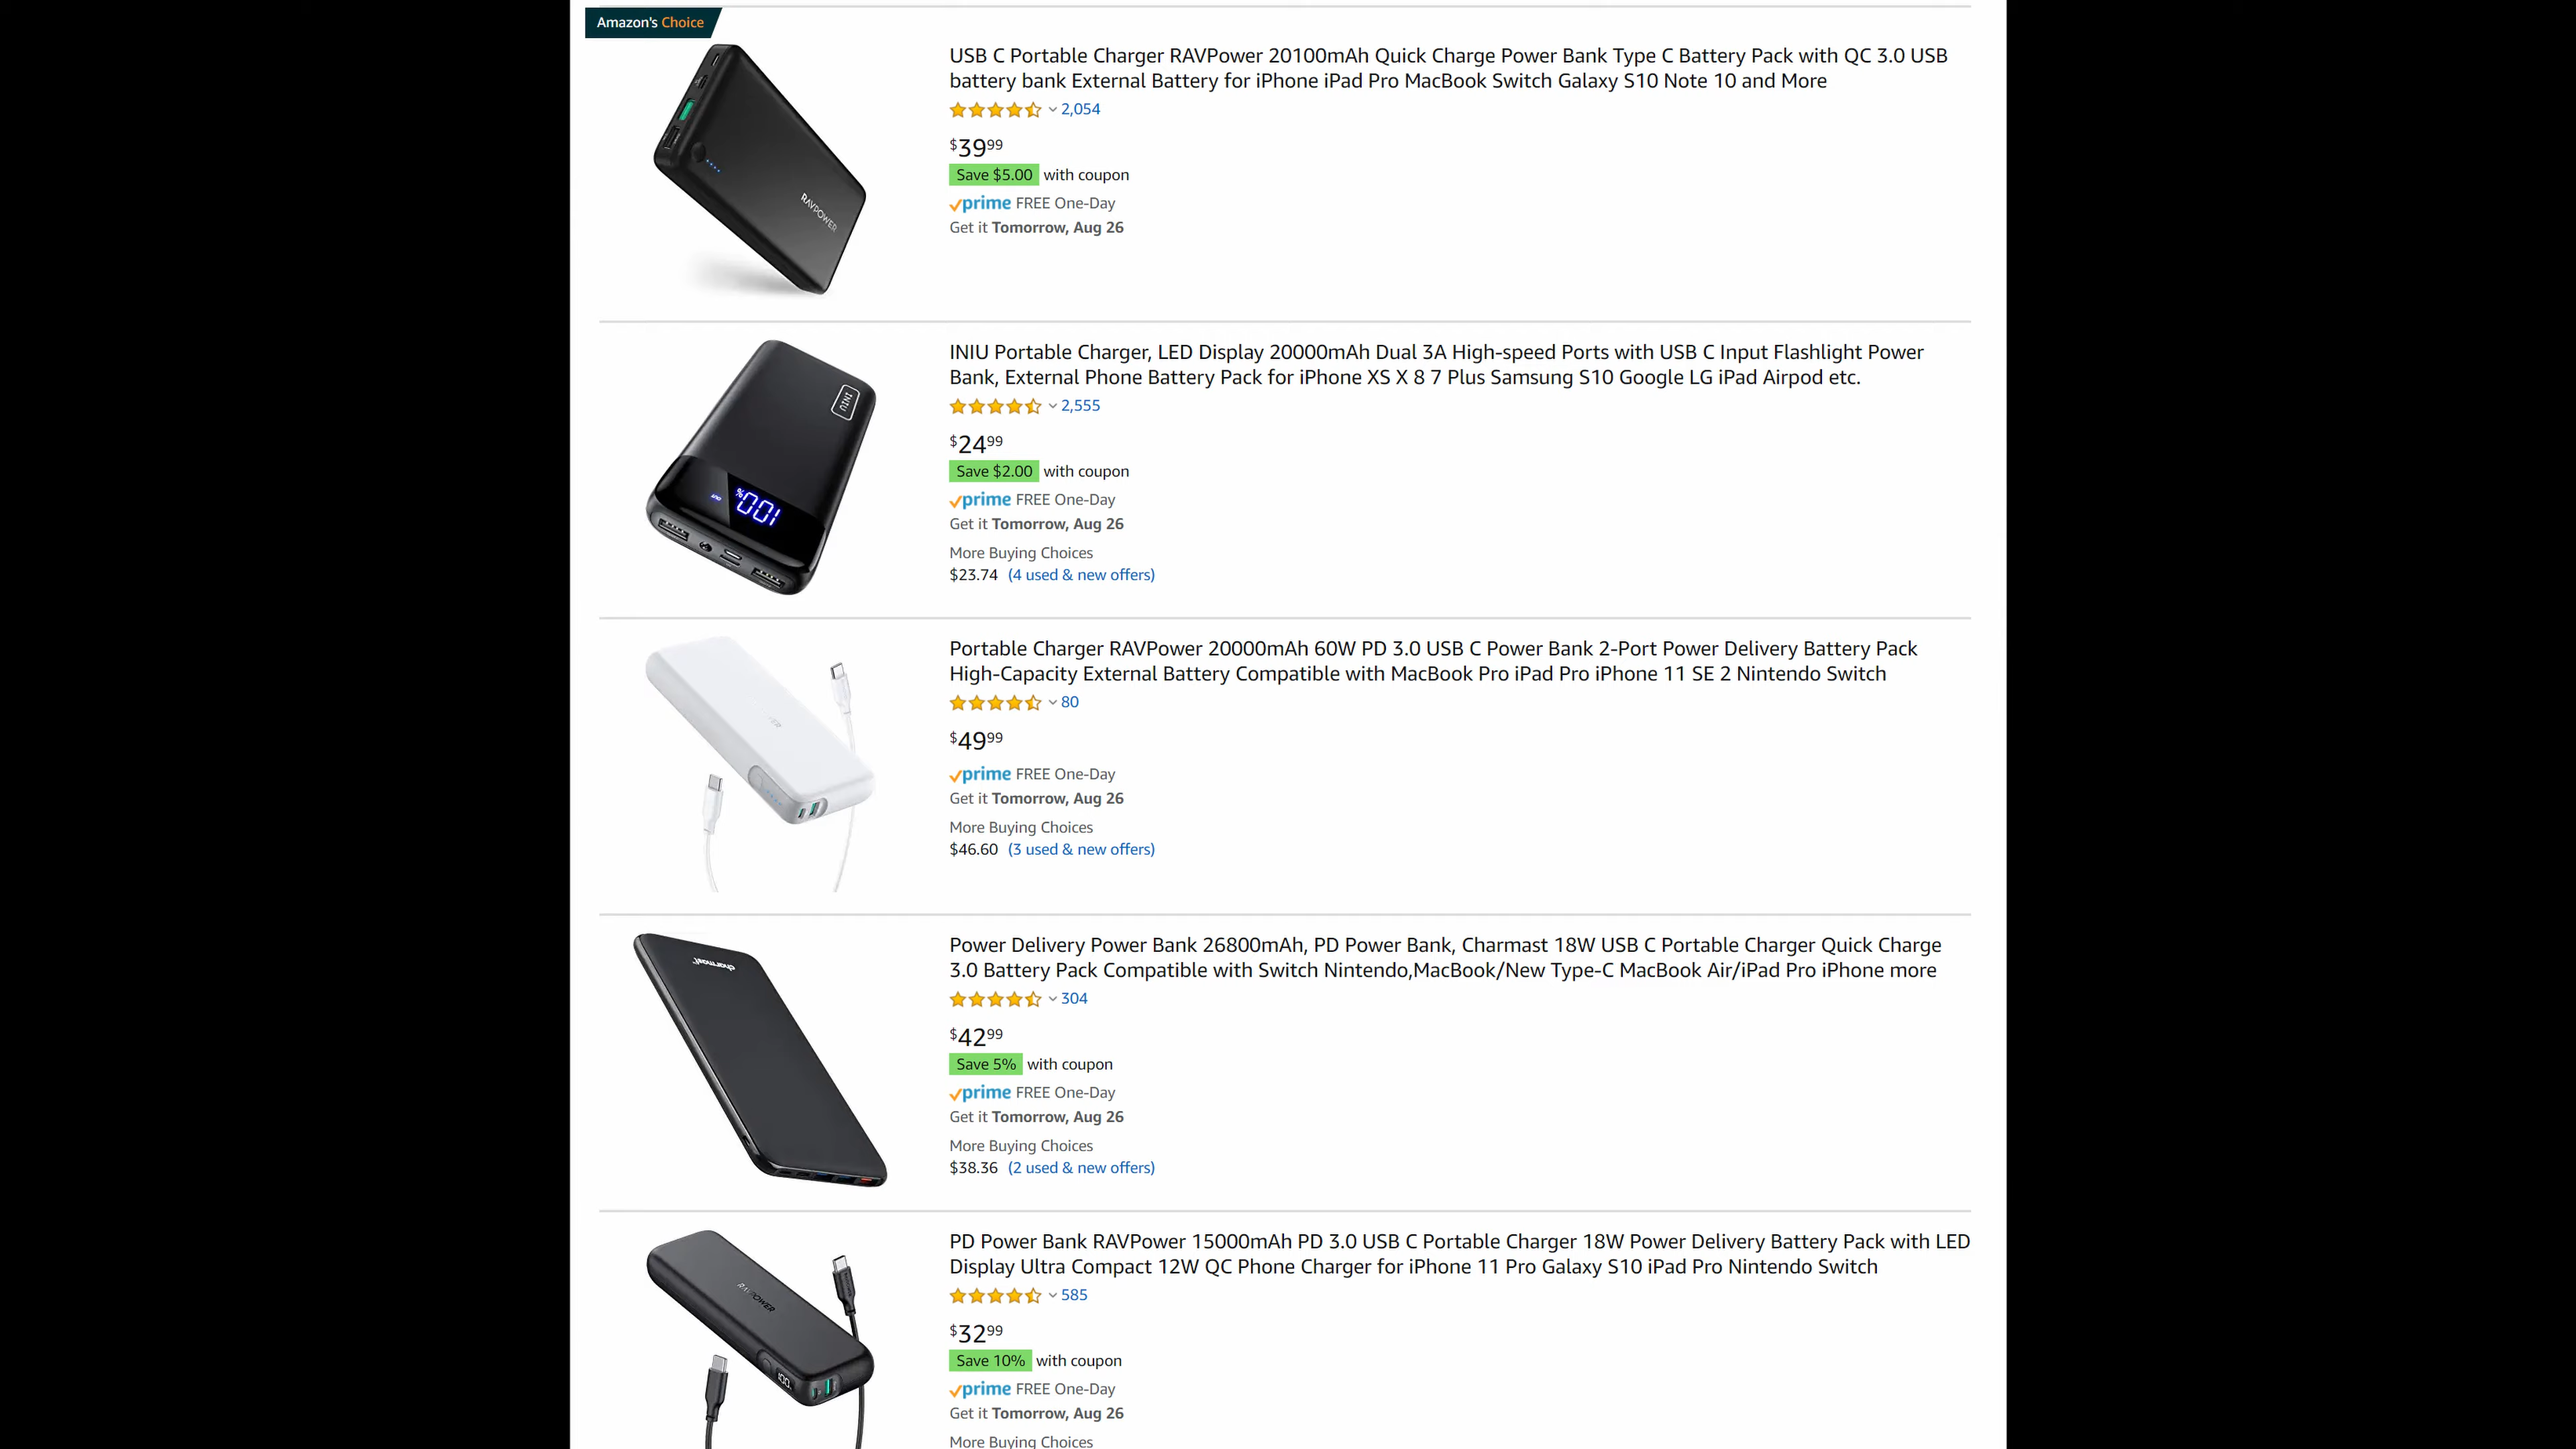 Amazon's Choice
USB C Portable Charger RAVPower 20100mAh Quick Charge Power Bank Type C Battery Pack with QC 3.0 USB
battery bank External Battery for iPhone iPad Pro MacBook Switch Galaxy S10 Note 10 and More
2,054
$39.99
Save $5.00 with coupon
prime FREE One-Day
Get it Tomorrow, Aug 26
RAVPOWER
INIU Portable Charger, LED Display 20000mAh Dual 3A High-speed Ports with USB C Input Flashlight Power
Bank, External Phone Battery Pack for iPhone XS X 8 7 Plus Samsung S10 Google LG iPad Airpod etc.
2,555
$24.99
Save $2.00 with coupon
prime FREE One-Day
Get it Tomorrow, Aug 26
More Buying Choices
$23.74 (4 used & new offers)
INIU
OUT 100%
Portable Charger RAVPower 20000mAh 60W PD 3.0 USB C Power Bank 2-Port Power Delivery Battery Pack
High-Capacity External Battery Compatible with MacBook Pro iPad Pro iPhone 11 SE 2 Nintendo Switch
80
$49.99
prime FREE One-Day
Get it Tomorrow, Aug 26
More Buying Choices
$46.60 (3 used & new offers)
Power Delivery Power Bank 26800mAh, PD Power Bank, Charmast 18W USB C Portable Charger Quick Charge
3.0 Battery Pack Compatible with Switch Nintendo,MacBook/New Type-C MacBook Air/iPad Pro iPhone more
304
$42.99
Save 5% with coupon
prime FREE One-Day
Get it Tomorrow, Aug 26
More Buying Choices
$38.36 (2 used & new offers)
charmast
PD Power Bank RAVPower 15000mAh PD 3.0 USB C Portable Charger 18W Power Delivery Battery Pack with LED
Display Ultra Compact 12W QC Phone Charger for iPhone 11 Pro Galaxy S10 iPad Pro Nintendo Switch
585
$32.99
Save 10% with coupon
prime FREE One-Day
Get it Tomorrow, Aug 26
More Buying Choices
RAVPOWER
100%